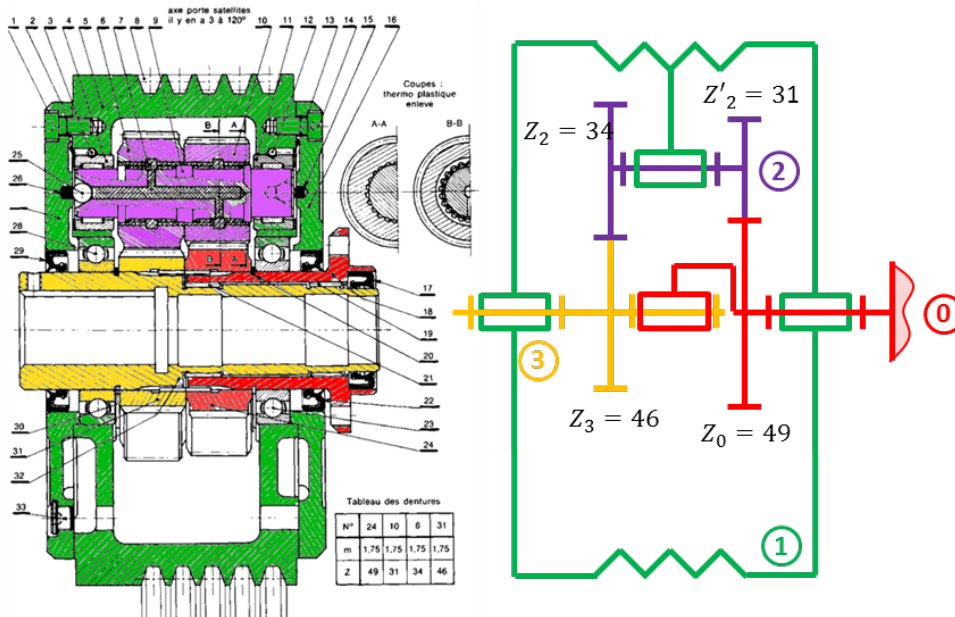 axe porte satellites
il y en a 3 à 120°
1 2 3 4 5 6 7 8 9 10 11 12 13 14 15 16
Coupes :
thermo plastique
enlevé
A-A B-B
B A
25
26
28
29
B A
17
18
19
20
21
22
23
24
30
31
32
33
Tableau des dentures
N° 24 10 6 31
m 1,75 1,75 1,75 1,75
Z 49 31 34 46
Z'₂ = 31
Z₂ = 34
2
0
3
Z₃ = 46
Z₀ = 49
1